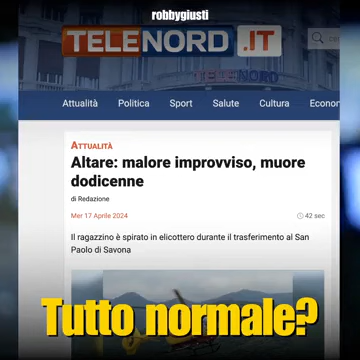 robbygiusti
TELENORD .IT
TELENORD
Attualità Politica Sport Salute Cultura Econom
ATTUALITÀ
Altare: malore improvviso, muore
dodicenne
di Redazione
Mer 17 Aprile 2024 42 sec
Il ragazzino è spirato in elicottero durante il trasferimento al San
Paolo di Savona
Tutto normale?